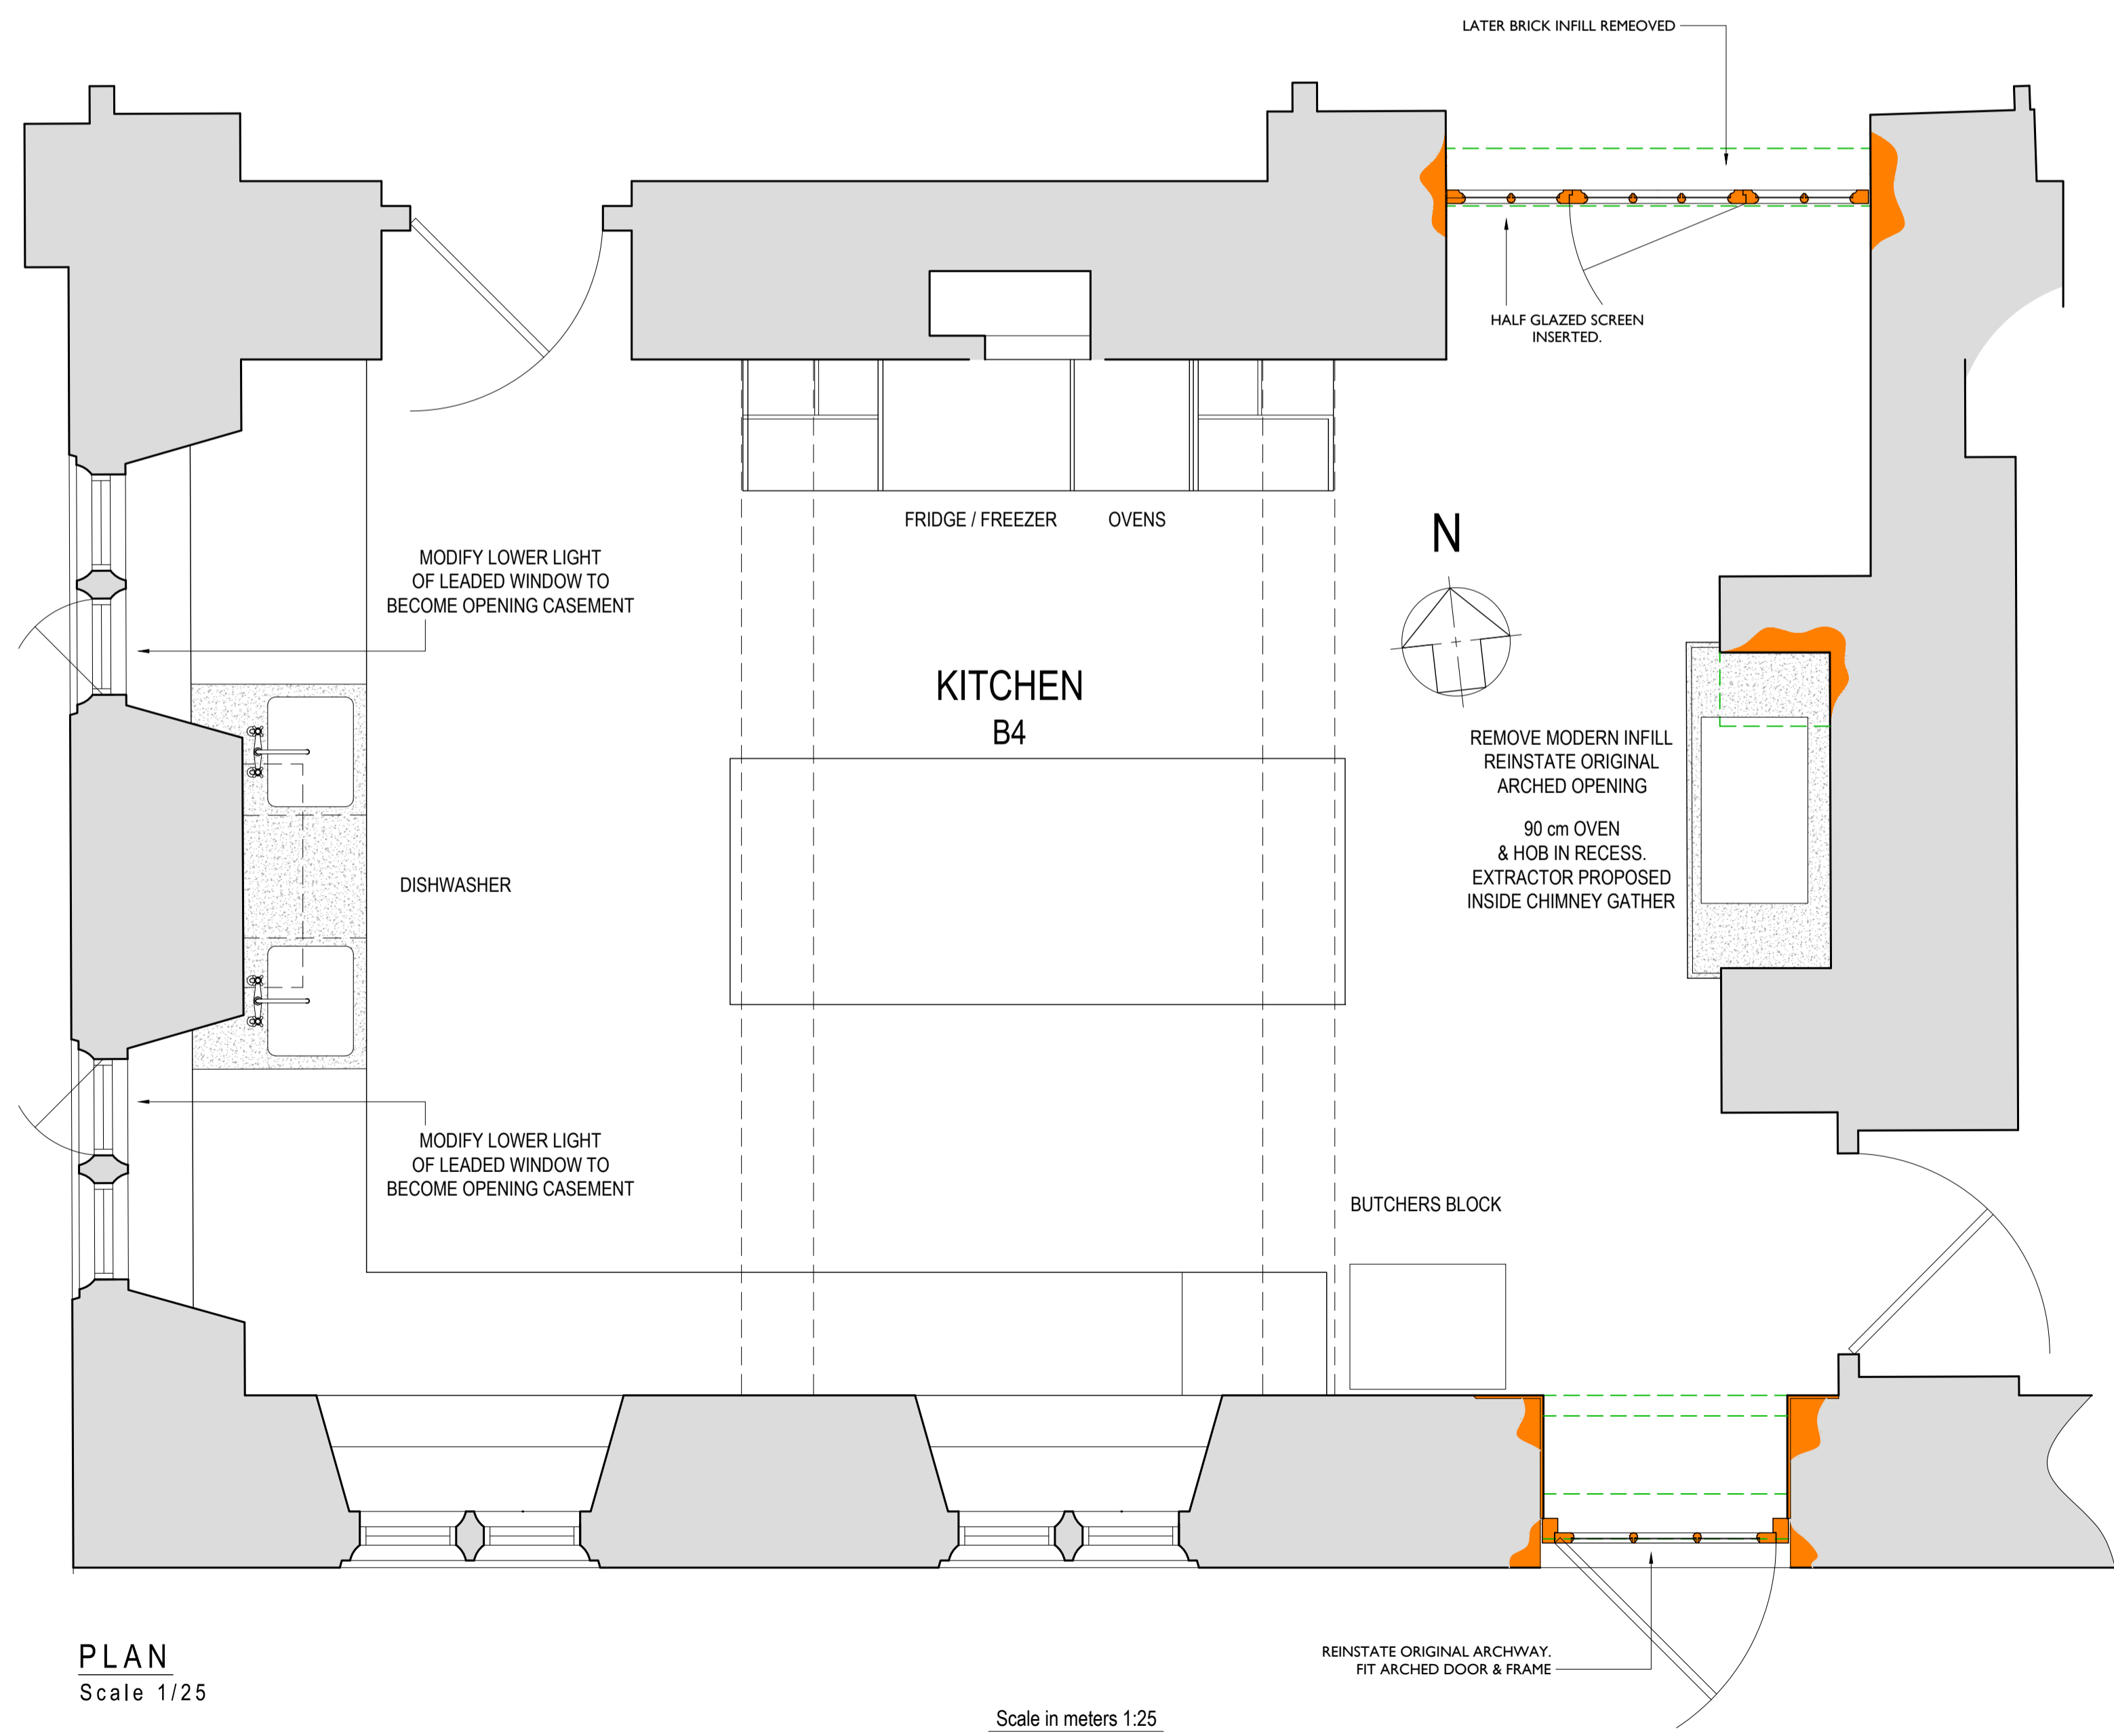 LATER BRICK INFILL REMEOVED
HALF GLAZED SCREEN
INSERTED.
FRIDGE / FREEZER
OVENS
N
MODIFY LOWER LIGHT
OF LEADED WINDOW TO
BECOME OPENING CASEMENT
KITCHEN
B4
REMOVE MODERN INFILL
REINSTATE ORIGINAL
ARCHED OPENING
90 cm OVEN
& HOB IN RECESS.
EXTRACTOR PROPOSED
INSIDE CHIMNEY GATHER
DISHWASHER
MODIFY LOWER LIGHT
OF LEADED WINDOW TO
BECOME OPENING CASEMENT
BUTCHERS BLOCK
REINSTATE ORIGINAL ARCHWAY.
FIT ARCHED DOOR & FRAME
PLAN
Scale 1/25
Scale in meters 1:25